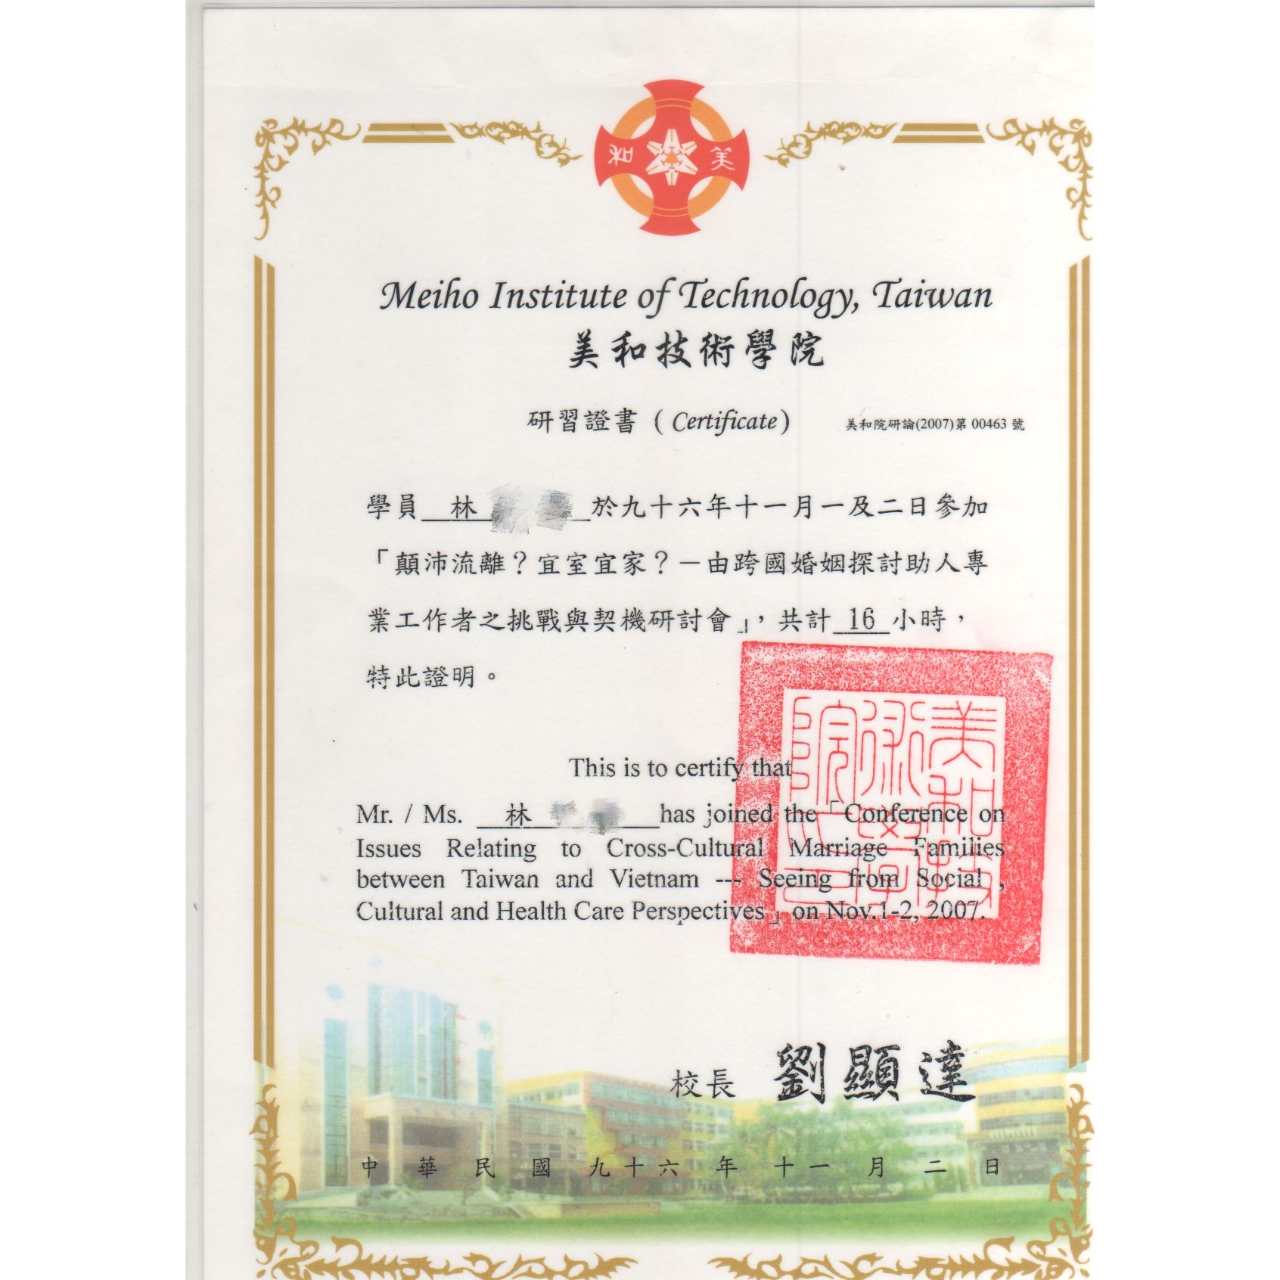 和 美
Meiho Institute of Technology, Taiwan
美和技術學院
研習證書 ( Certificate )
美和院研論(2007)第 00463 號
學員 林 於九十六年十一月一及二日參加
「顛沛流離？宜室宜家？－由跨國婚姻探討助人專
業工作者之挑戰與契機研討會」，共計 16 小時，
特此證明。
This is to certify that
Mr. / Ms. 林 has joined the「Conference on
Issues Relating to Cross-Cultural Marriage Families
between Taiwan and Vietnam --- Seeing from Social ,
Cultural and Health Care Perspectives」on Nov.1-2, 2007.
美和技
術學
院
校長 劉顯達
中華民國九十六年十一月二日